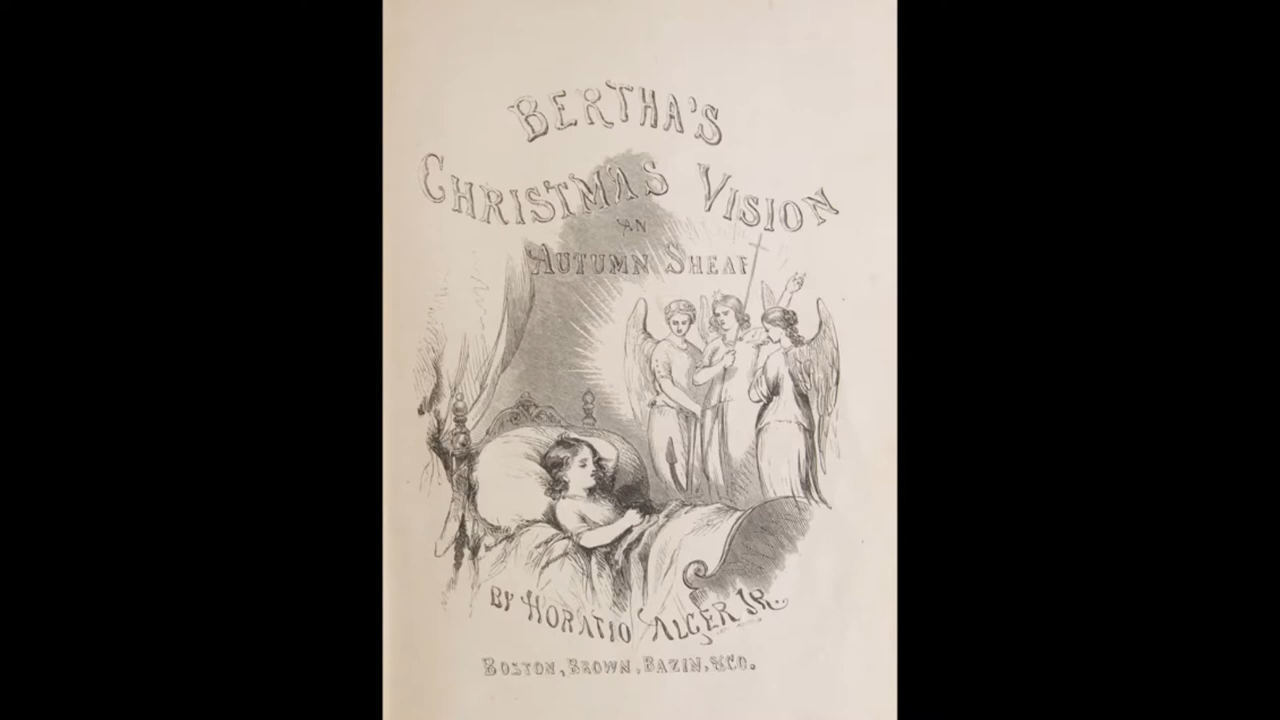 BERTHA'S
CHRISTMAS VISION
AN
AUTUMN SHEAF
BY HORATIO ALGER JR.
BOSTON, BROWN, BAZIN, & CO.